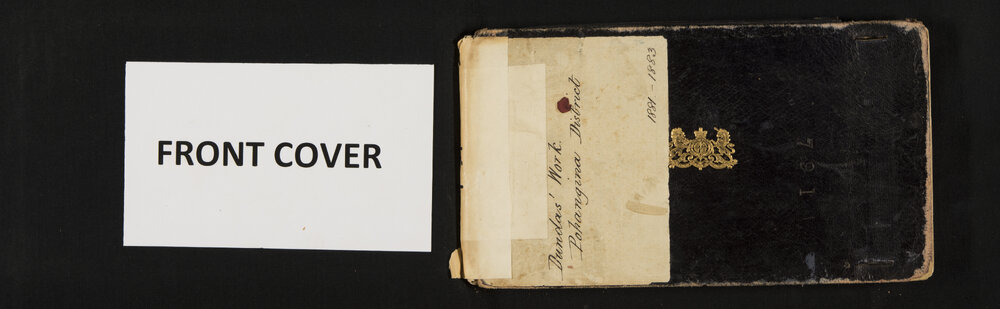 FRONT COVER
Dundas' Work.
Pohangina District
1881 - 1883